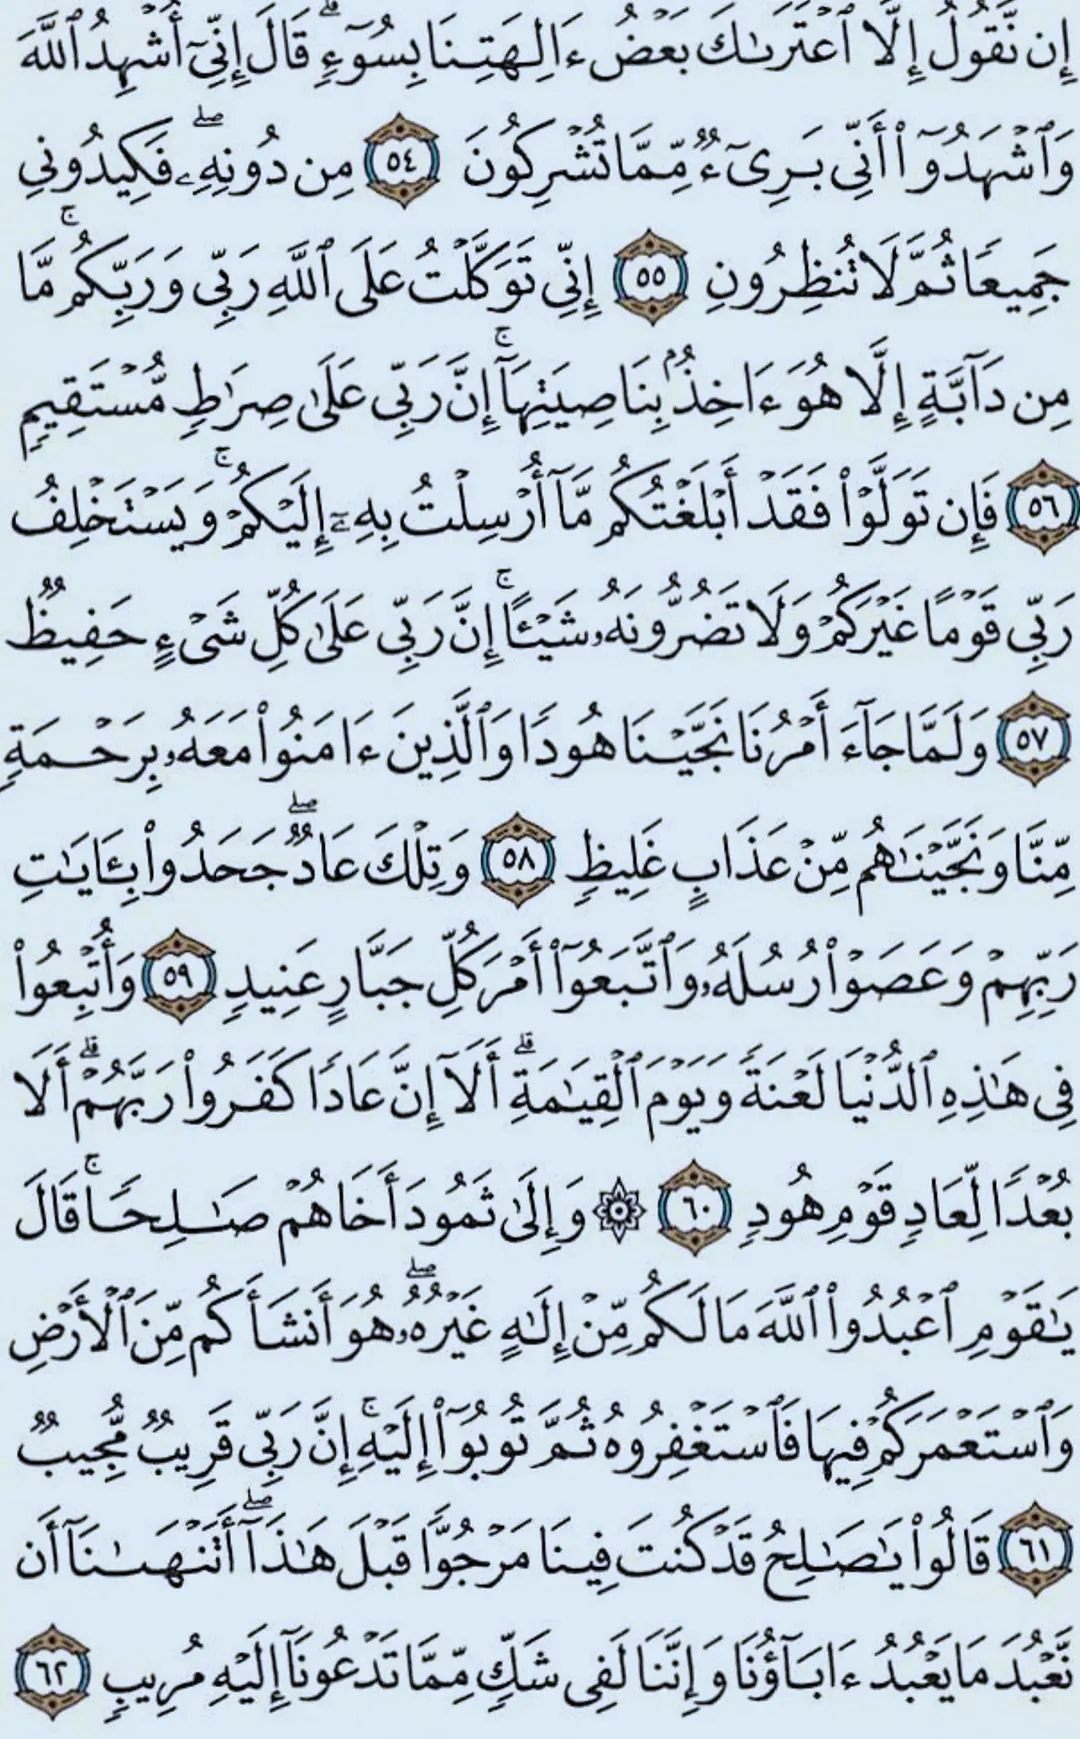 إِن نَّقُولُ إِلَّا ٱعۡتَرَىٰكَ بَعۡضُ ءَالِهَتِنَا بِسُوٓءٖۗ قَالَ إِنِّيٓ أُشۡهِدُ ٱللَّهَ
وَٱشۡهَدُوٓاْ أَنِّي بَرِيٓءٞ مِّمَّا تُشۡرِكُونَ ٥٤ مِن دُونِهِۦۖ فَكِيدُونِي
جَمِيعٗا ثُمَّ لَا تُنظِرُونِ ٥٥ إِنِّي تَوَكَّلۡتُ عَلَى ٱللَّهِ رَبِّي وَرَبِّكُمۚ مَّا
مِن دَآبَّةٍ إِلَّا هُوَ ءَاخِذُۢ بِنَاصِيَتِهَآۚ إِنَّ رَبِّي عَلَىٰ صِرَٰطٖ مُّسۡتَقِيمٖ
٥٦ فَإِن تَوَلَّوۡاْ فَقَدۡ أَبۡلَغۡتُكُم مَّآ أُرۡسِلۡتُ بِهِۦٓ إِلَيۡكُمۡۚ وَيَسۡتَخۡلِفُ
رَبِّي قَوۡمًا غَيۡرَكُمۡ وَلَا تَضُرُّونَهُۥ شَيۡـًٔاۚ إِنَّ رَبِّي عَلَىٰ كُلِّ شَيۡءٍ حَفِيظٞ
٥٧ وَلَمَّا جَآءَ أَمۡرُنَا نَجَّيۡنَا هُودٗا وَٱلَّذِينَ ءَامَنُواْ مَعَهُۥ بِرَحۡمَةٖ
مِّنَّا وَنَجَّيۡنَٰهُم مِّنۡ عَذَابٍ غَلِيظٖ ٥٨ وَتِلۡكَ عَادٞۖ جَحَدُواْ بِـَٔايَٰتِ
رَبِّهِمۡ وَعَصَوۡاْ رُسُلَهُۥ وَٱتَّبَعُوٓاْ أَمۡرَ كُلِّ جَبَّارٍ عَنِيدٖ ٥٩ وَأُتۡبِعُواْ
فِي هَٰذِهِ ٱلدُّنۡيَا لَعۡنَةٗ وَيَوۡمَ ٱلۡقِيَٰمَةِۗ أَلَآ إِنَّ عَادٗا كَفَرُواْ رَبَّهُمۡۗ أَلَا
بُعۡدٗا لِّعَادٖ قَوۡمِ هُودٖ ٦٠ ۞ وَإِلَىٰ ثَمُودَ أَخَاهُمۡ صَٰلِحٗاۚ قَالَ
يَٰقَوۡمِ ٱعۡبُدُواْ ٱللَّهَ مَا لَكُم مِّنۡ إِلَٰهٍ غَيۡرُهُۥۖ هُوَ أَنشَأَكُم مِّنَ ٱلۡأَرۡضِ
وَٱسۡتَعۡمَرَكُمۡ فِيهَا فَٱسۡتَغۡفِرُوهُ ثُمَّ تُوبُوٓاْ إِلَيۡهِۚ إِنَّ رَبِّي قَرِيبٞ مُّجِيبٞ
٦١ قَالُواْ يَٰصَٰلِحُ قَدۡ كُنتَ فِينَا مَرۡجُوّٗا قَبۡلَ هَٰذَآۖ أَتَنۡهَىٰنَآ أَن
نَّعۡبُدَ مَا يَعۡبُدُ ءَابَآؤُنَا وَإِنَّنَا لَفِي شَكّٖ مِّمَّا تَدۡعُونَآ إِلَيۡهِ مُرِيبٖ ٦٢